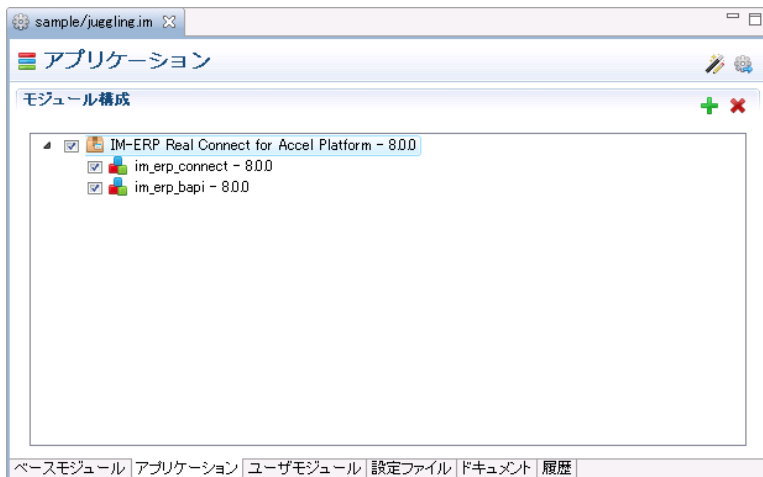 sample/juggling.im
アプリケーション
モジュール構成
IM-ERP Real Connect for Accel Platform - 8.0.0
im_erp_connect - 8.0.0
im_erp_bapi - 8.0.0
ベースモジュール アプリケーション ユーザモジュール 設定ファイル ドキュメント 履歴